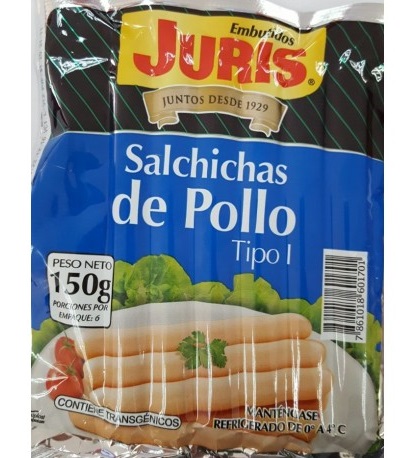 Embutidos
JURIS®
JUNTOS DESDE 1929
Salchichas
de Pollo
Tipo I
PESO NETO
150g
PORCIONES POR
EMPAQUE: 6
7861018601701
CONTIENE TRANSGÉNICOS
MANTÉNGASE
REFRIGERADO DE 0° A 4° C